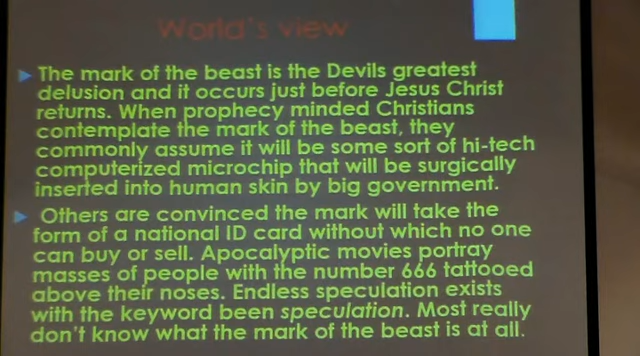 World's view
The mark of the beast is the Devils greatest
delusion and it occurs just before Jesus Christ
returns. When prophecy minded Christians
contemplate the mark of the beast, they
commonly assume it will be some sort of hi-tech
computerized microchip that will be surgically
inserted into human skin by big government.
Others are convinced the mark will take the
form of a national ID card without which no one
can buy or sell. Apocalyptic movies portray
masses of people with the number 666 tattooed
above their noses. Endless speculation exists
with the keyword been speculation. Most really
don't know what the mark of the beast is at all.